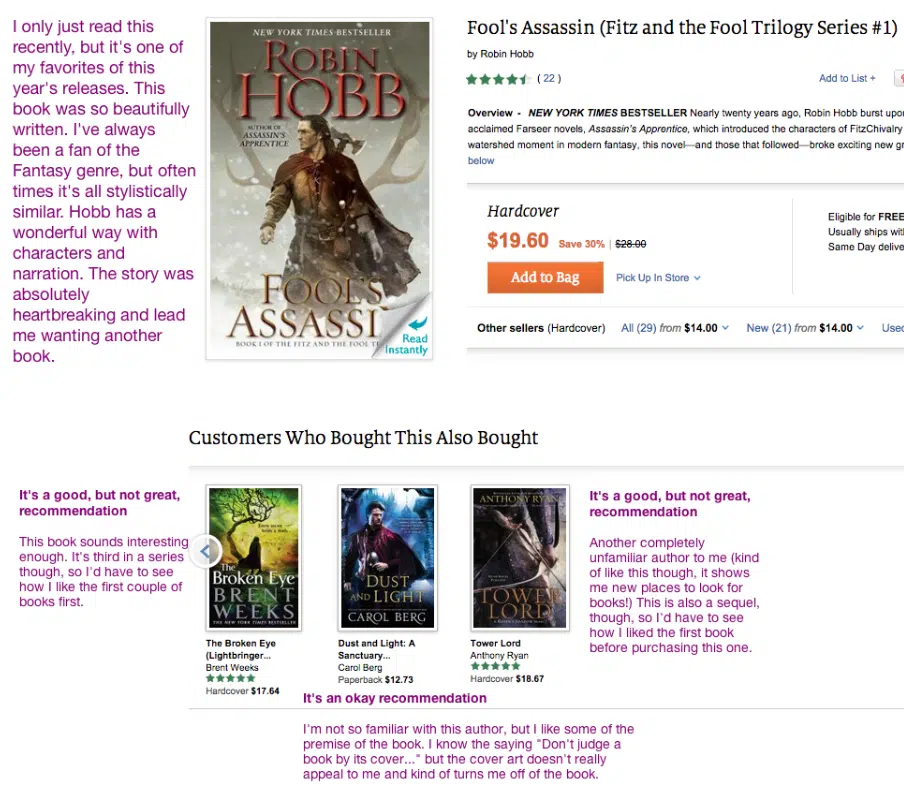 I only just read this
recently, but it's one of
my favorites of this
year's releases. This
book was so beautifully
written. I've always
been a fan of the
Fantasy genre, but often
times it's all stylistically
similar. Hobb has a
wonderful way with
characters and
narration. The story was
absolutely
heartbreaking and lead
me wanting another
book.
NEW YORK TIMES BESTSELLER
ROBIN
HOBB
AUTHOR OF
ASSASSIN'S
APPRENTICE
FOOL'S
ASSASSI
BOOK I OF THE FITZ AND THE FOOL T
Read
Instantly
Fool's Assassin (Fitz and the Fool Trilogy Series #1)
by Robin Hobb
( 22 )
Add to List +
Overview - NEW YORK TIMES BESTSELLER Nearly twenty years ago, Robin Hobb burst upo
acclaimed Farseer novels, Assassin's Apprentice, which introduced the characters of FitzChivalry
watershed moment in modern fantasy, this novel—and those that followed—broke exciting new gr
below
Hardcover
$19.60 Save 30% | $28.00
Add to Bag
Pick Up In Store
Eligible for FREE
Usually ships wit
Same Day delive
Other sellers (Hardcover) All (29) from $14.00 New (21) from $14.00 Used
Customers Who Bought This Also Bought
It's a good, but not great,
recommendation
This book sounds interesting
enough. It's third in a series
though, so I'd have to see
how I like the first couple of
books first.
The
Broken Eye
BRENT
WEEKS
THE NEW YORK TIMES BESTSELLER
The Broken Eye
(Lightbringer...
Brent Weeks
Hardcover $17.64
DUST
AND LIGHT
CAROL BERG
Dust and Light: A
Sanctuary...
Carol Berg
Paperback $12.73
ANTHONY RYAN
TOWER
LORD
Tower Lord
Anthony Ryan
Hardcover $18.67
It's a good, but not great,
recommendation
Another completely
unfamiliar author to me (kind
of like this though, it shows
me new places to look for
books!) This is also a sequel,
though, so I'd have to see
how I liked the first book
before purchasing this one.
It's an okay recommendation
I'm not so familiar with this author, but I like some of the
premise of the book. I know the saying "Don't judge a
book by its cover..." but the cover art doesn't really
appeal to me and kind of turns me off of the book.